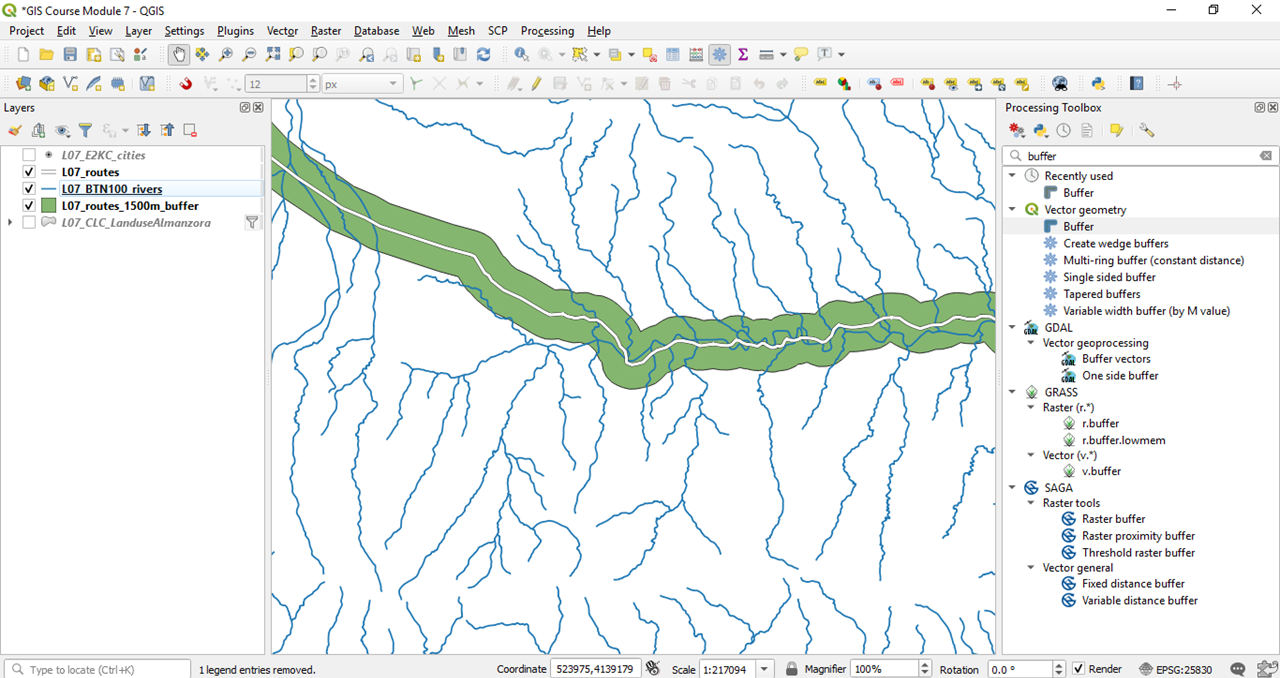 *GIS Course Module 7 - QGIS
Project Edit View Layer Settings Plugins Vector Raster Database Web Mesh SCP Processing Help
12 px
Layers
L07_E2KC_cities
L07_routes
L07_BTN100_rivers
L07_routes_1500m_buffer
L07_CLC_LanduseAlmanzora
Processing Toolbox
buffer
Recently used
Buffer
Vector geometry
Buffer
Create wedge buffers
Multi-ring buffer (constant distance)
Single sided buffer
Tapered buffers
Variable width buffer (by M value)
GDAL
Vector geoprocessing
Buffer vectors
One side buffer
GRASS
Raster (r.*)
r.buffer
r.buffer.lowmem
Vector (v.*)
v.buffer
SAGA
Raster tools
Raster buffer
Raster proximity buffer
Threshold raster buffer
Vector general
Fixed distance buffer
Variable distance buffer
Type to locate (Ctrl+K) 1 legend entries removed. Coordinate 523975,4139179 Scale 1:217094 Magnifier 100% Rotation 0.0 ° Render EPSG:25830